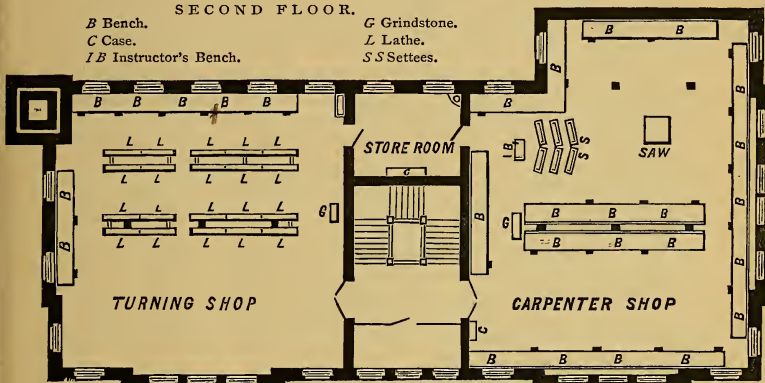 SECOND FLOOR.
B Bench.
C Case.
I B Instructor's Bench.
G Grindstone.
L Lathe.
S S Settees.
B B B B B
B B
B
B
L L L L L
L L L L L
L L L L L
L L L L L
B
B
G
TURNING SHOP
STORE ROOM
C
I B
S
S
SAW
B
B
B
B
B
B
G
B B B
B B B
CARPENTER SHOP
C
B B B B